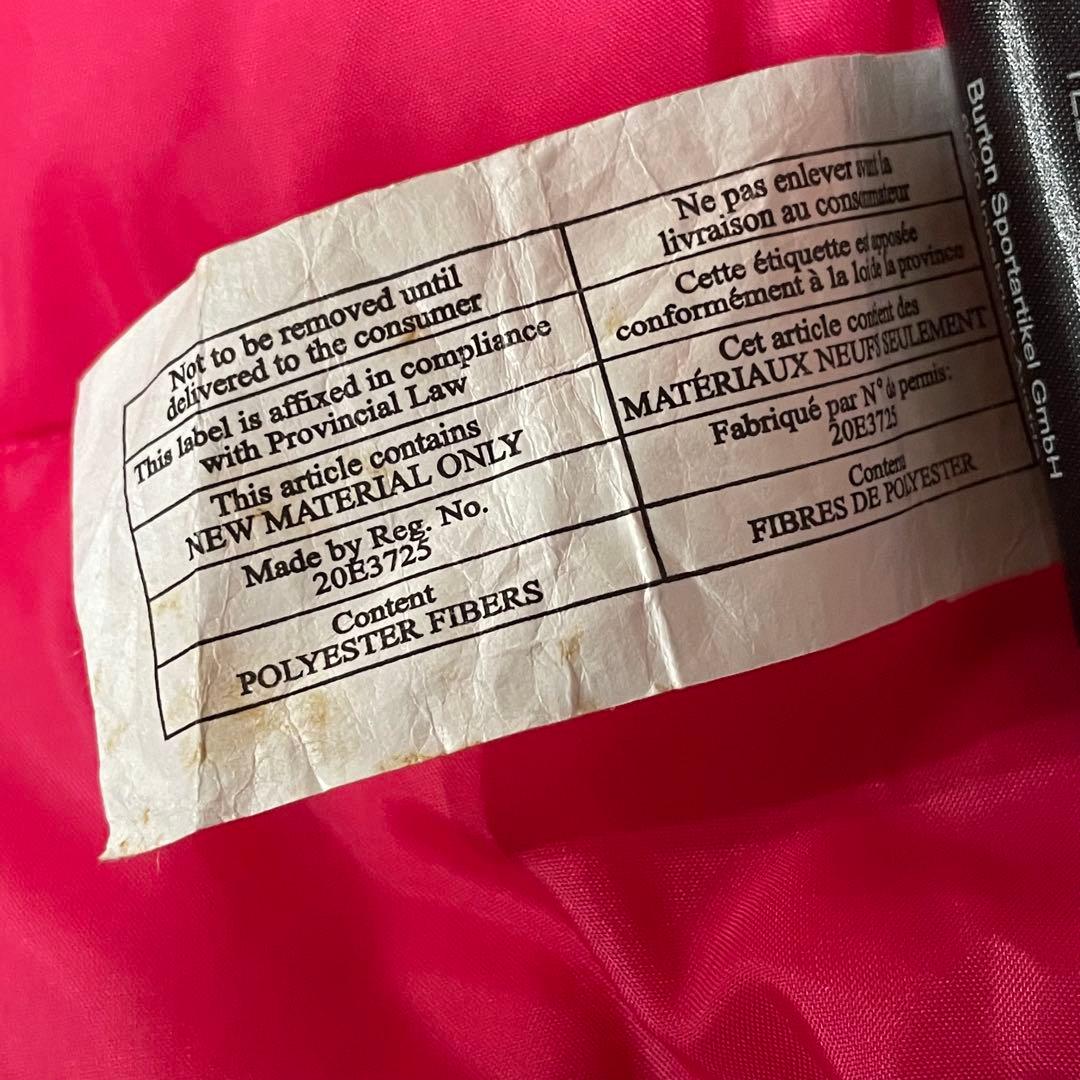 Not to be removed until
delivered to the consumer
This label is affixed in compliance
with Provincial Law
This article contains
NEW MATERIAL ONLY
Made by Reg. No.
20E3725
Content
POLYESTER FIBERS
Ne pas enlever avant la
livraison au consommateur
Cette étiquette est apposée
conformément à la loi de la province
Cet article contient des
MATÉRIAUX NEUFS SEULEMENT
Fabriqué par N° du permis:
20E3725
Content
FIBRES DE POLYESTER
Burton Sportartikel GmbH